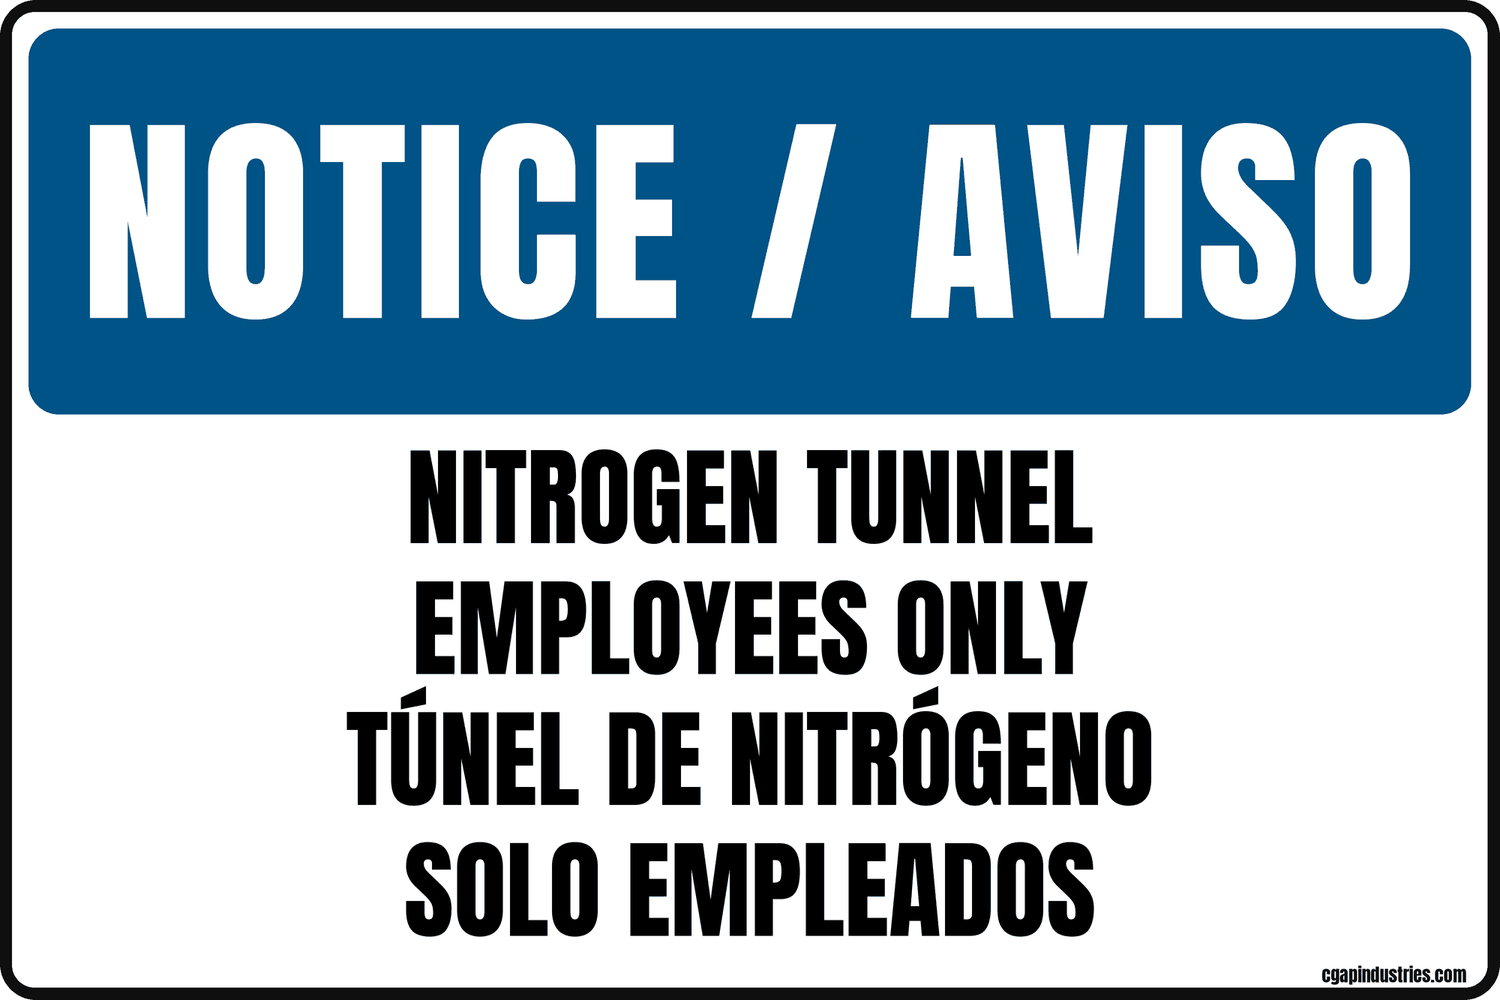 NOTICE / AVISO
NITROGEN TUNNEL
EMPLOYEES ONLY
TÚNEL DE NITRÓGENO
SOLO EMPLEADOS
cgapindustries.com